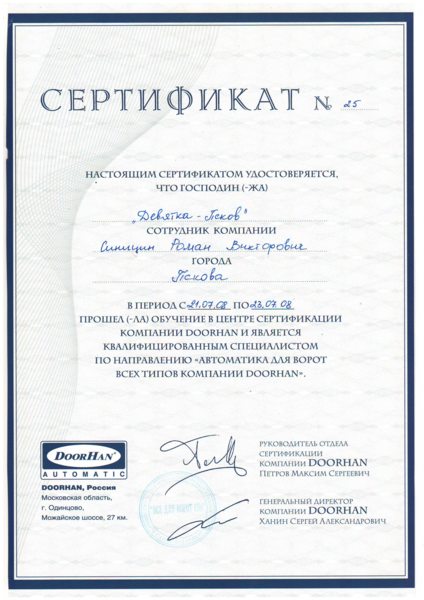 СЕРТИФИКАТ № 25
НАСТОЯЩИМ СЕРТИФИКАТОМ УДОСТОВЕРЯЕТСЯ,
ЧТО ГОСПОДИН (-ЖА)
„Девятка-Псков"
СОТРУДНИК КОМПАНИИ
Синицин Роман Викторович
ГОРОДА
Пскова
В ПЕРИОД С 21.07.08 ПО 23.07.08
ПРОШЕЛ (-ЛА) ОБУЧЕНИЕ В ЦЕНТРЕ СЕРТИФИКАЦИИ
КОМПАНИИ DOORHAN И ЯВЛЯЕТСЯ
КВАЛИФИЦИРОВАННЫМ СПЕЦИАЛИСТОМ
ПО НАПРАВЛЕНИЮ «АВТОМАТИКА ДЛЯ ВОРОТ
ВСЕХ ТИПОВ КОМПАНИИ DOORHAN».
DOORHAN®
AUTOMATIC
DOORHAN, Россия
Московская область,
г. Одинцово,
Можайское шоссе, 27 км.
РУКОВОДИТЕЛЬ ОТДЕЛА
СЕРТИФИКАЦИИ
КОМПАНИИ DOORHAN
ПЕТРОВ МАКСИМ СЕРГЕЕВИЧ
ГЕНЕРАЛЬНЫЙ ДИРЕКТОР
КОМПАНИИ DOORHAN
ХАНИН СЕРГЕЙ АЛЕКСАНДРОВИЧ